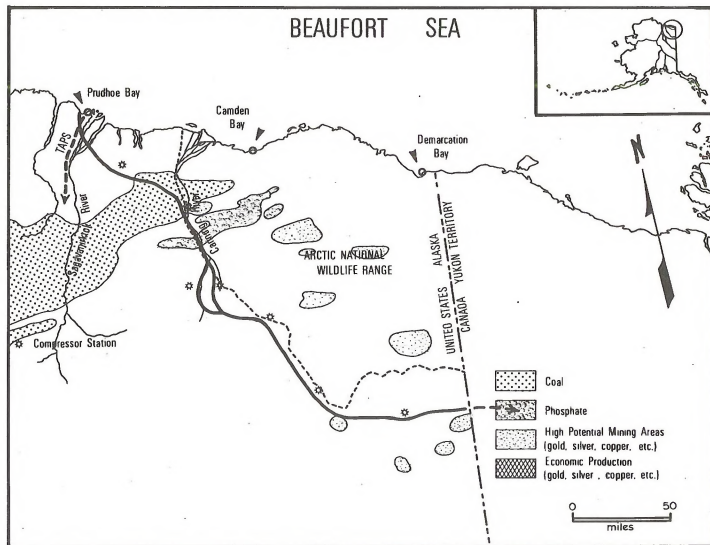 BEAUFORT SEA
Prudhoe Bay
Camden
Bay
Demarcation
Bay
TAPS
N
Sagavanirktok River
Canning River
ARCTIC NATIONAL
WILDLIFE RANGE
UNITED STATES ALASKA
CANADA YUKON TERRITORY
Compressor Station
Coal
Phosphate
High Potential Mining Areas
(gold, silver, copper, etc.)
Economic Production
(gold, silver , copper, etc.)
0 50
miles